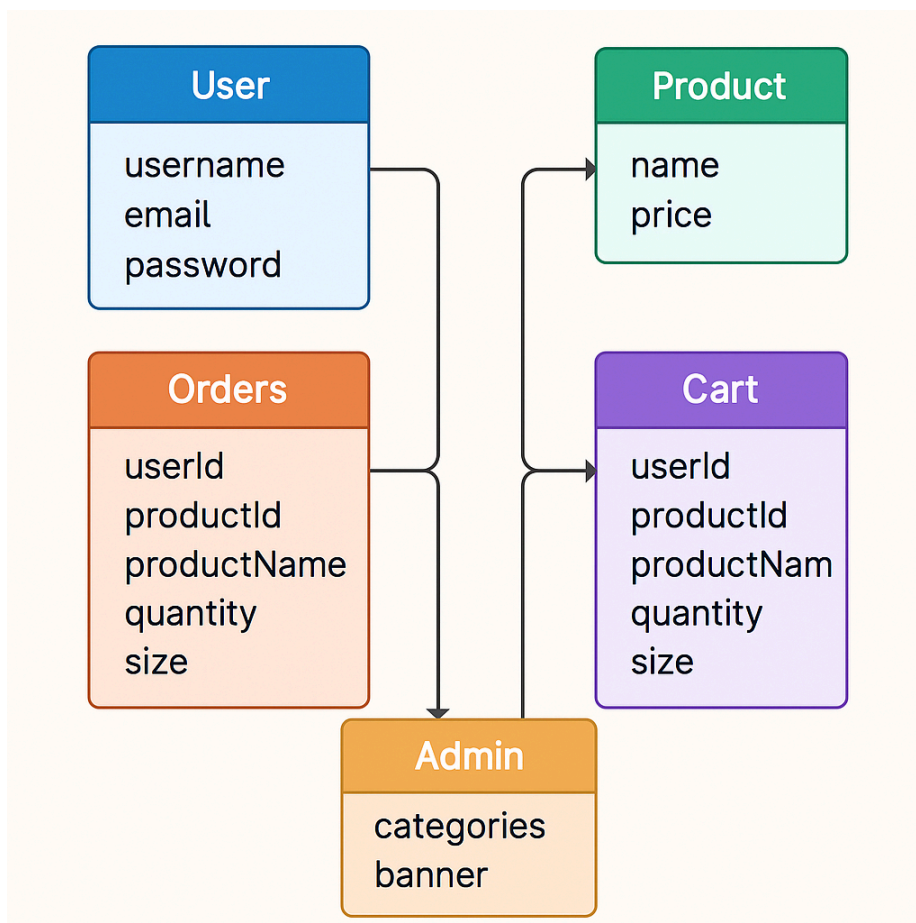 User
username
email
password
Product
name
price
Orders
userId
productId
productName
quantity
size
Cart
userId
productId
productNam
quantity
size
Admin
categories
banner